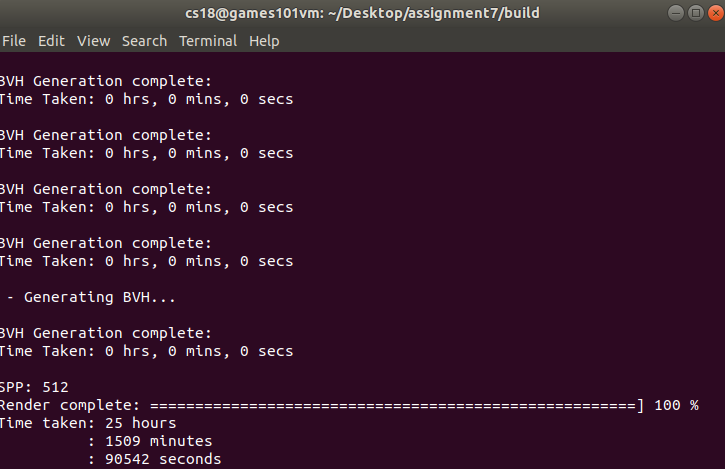 cs18@games101vm: ~/Desktop/assignment7/build
File Edit View Search Terminal Help
BVH Generation complete:
Time Taken: 0 hrs, 0 mins, 0 secs
BVH Generation complete:
Time Taken: 0 hrs, 0 mins, 0 secs
BVH Generation complete:
Time Taken: 0 hrs, 0 mins, 0 secs
BVH Generation complete:
Time Taken: 0 hrs, 0 mins, 0 secs
- Generating BVH...
BVH Generation complete:
Time Taken: 0 hrs, 0 mins, 0 secs
SPP: 512
Render complete: ======================================================] 100 %
Time taken: 25 hours
: 1509 minutes
: 90542 seconds